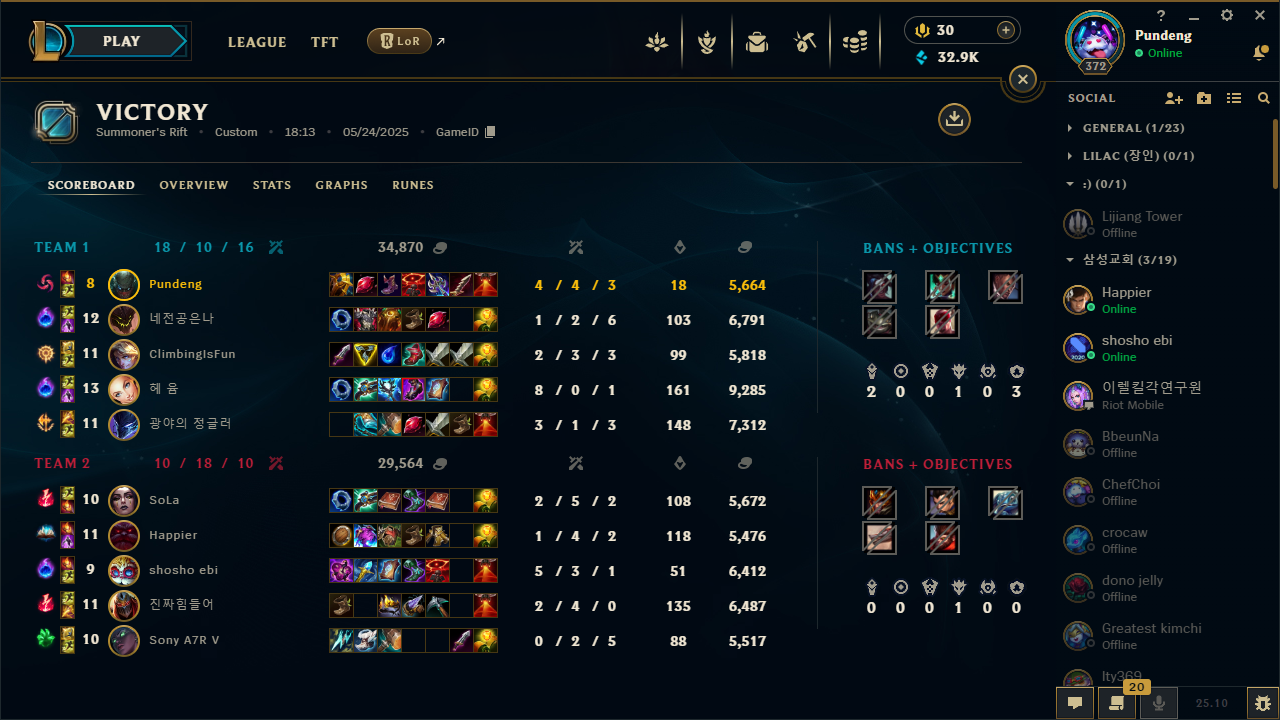 PLAY
LEAGUE
TFT
LoR
30
32.9K
372
?
Pundeng
Online
VICTORY
Summoner's Rift • Custom • 18:13 • 05/24/2025 • GameID
SCOREBOARD OVERVIEW STATS GRAPHS RUNES
TEAM 1 18 / 10 / 16 34,870
8 Pundeng 4 / 4 / 3 18 5,664
12 네전공은나 1 / 2 / 6 103 6,791
11 ClimbingIsFun 2 / 3 / 3 99 5,818
13 헤 윰 8 / 0 / 1 161 9,285
11 광야의 정글러 3 / 1 / 3 148 7,312
BANS + OBJECTIVES
2 0 0 1 0 3
TEAM 2 10 / 18 / 10 29,564
10 SoLa 2 / 5 / 2 108 5,672
11 Happier 1 / 4 / 2 118 5,476
9 shosho ebi 5 / 3 / 1 51 6,412
11 진짜힘들어 2 / 4 / 0 135 6,487
10 Sony A7R V 0 / 2 / 5 88 5,517
BANS + OBJECTIVES
0 0 0 1 0 0
SOCIAL
GENERAL (1/23)
LILAC (장인) (0/1)
:) (0/1)
Lijiang Tower
Offline
삼성교회 (3/19)
Happier
Online
shosho ebi
Online
이렐킬각연구원
Riot Mobile
BbeunNa
Offline
ChefChoi
Offline
crocaw
Offline
dono jelly
Offline
Greatest kimchi
Offline
lty369
20
25.10